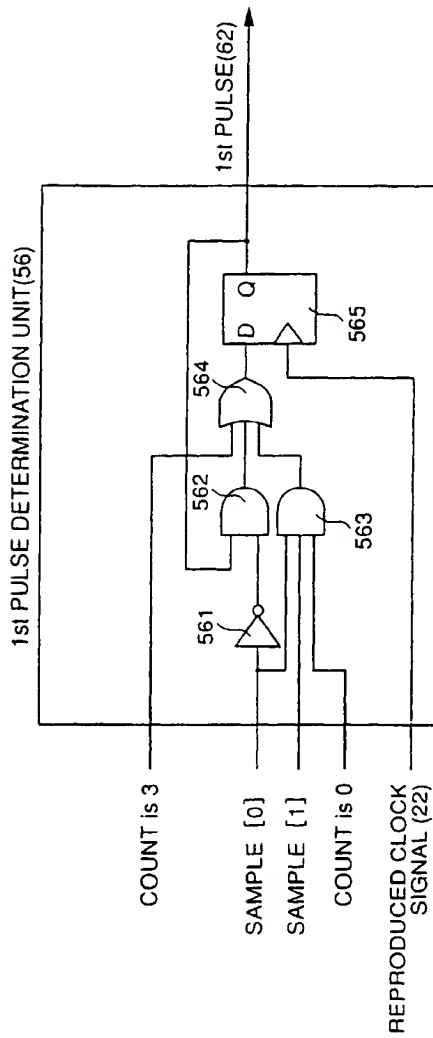 1st PULSE DETERMINATION UNIT(56)
COUNT is 3
SAMPLE [0]
SAMPLE [1]
COUNT is 0
REPRODUCED CLOCK
SIGNAL (22)
561
562
563
564
D
Q
565
1st PULSE(62)